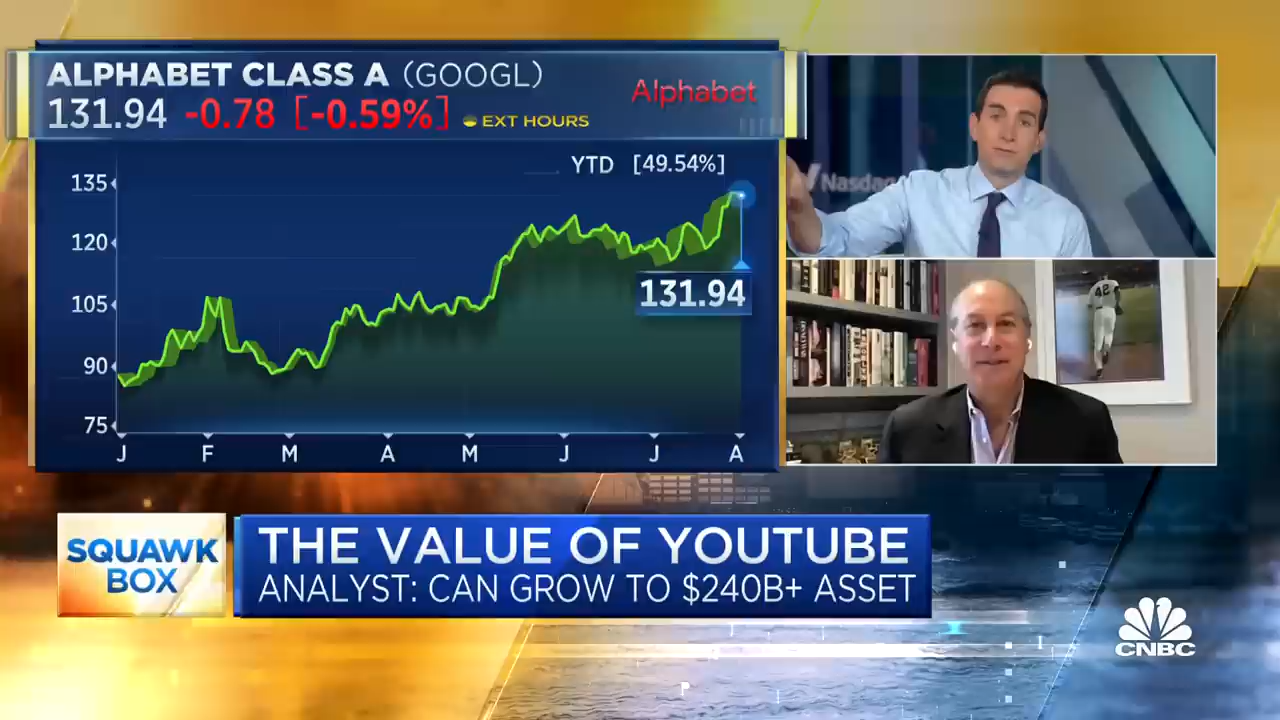 ALPHABET CLASS A (GOOGL)
131.94 -0.78 [-0.59%] EXT HOURS
Alphabet
YTD [49.54%]
135
120
105
90
75
131.94
J F M A M J J A
Nasdaq
42
SQUAWK
BOX
THE VALUE OF YOUTUBE
ANALYST: CAN GROW TO $240B+ ASSET
CNBC